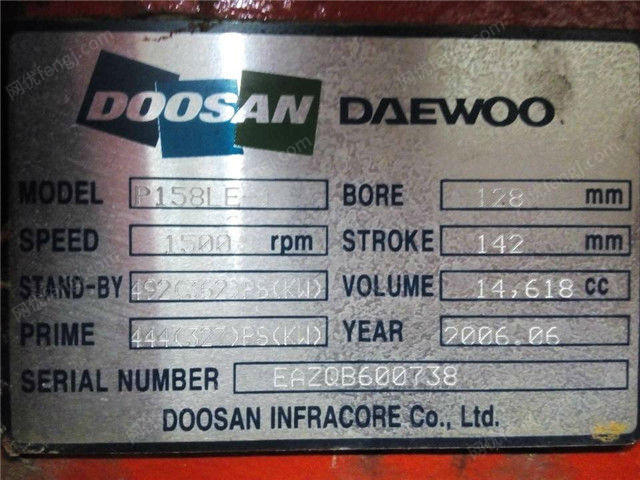 DOOSAN DAEWOO
MODEL P158LE BORE 128 mm
SPEED 1500 rpm STROKE 142 mm
STAND-BY 492(362)PS(KW) VOLUME 14,618 cc
PRIME 444(327)PS(KW) YEAR 2006.06
SERIAL NUMBER EAZQB600738
DOOSAN INFRACORE Co., Ltd.